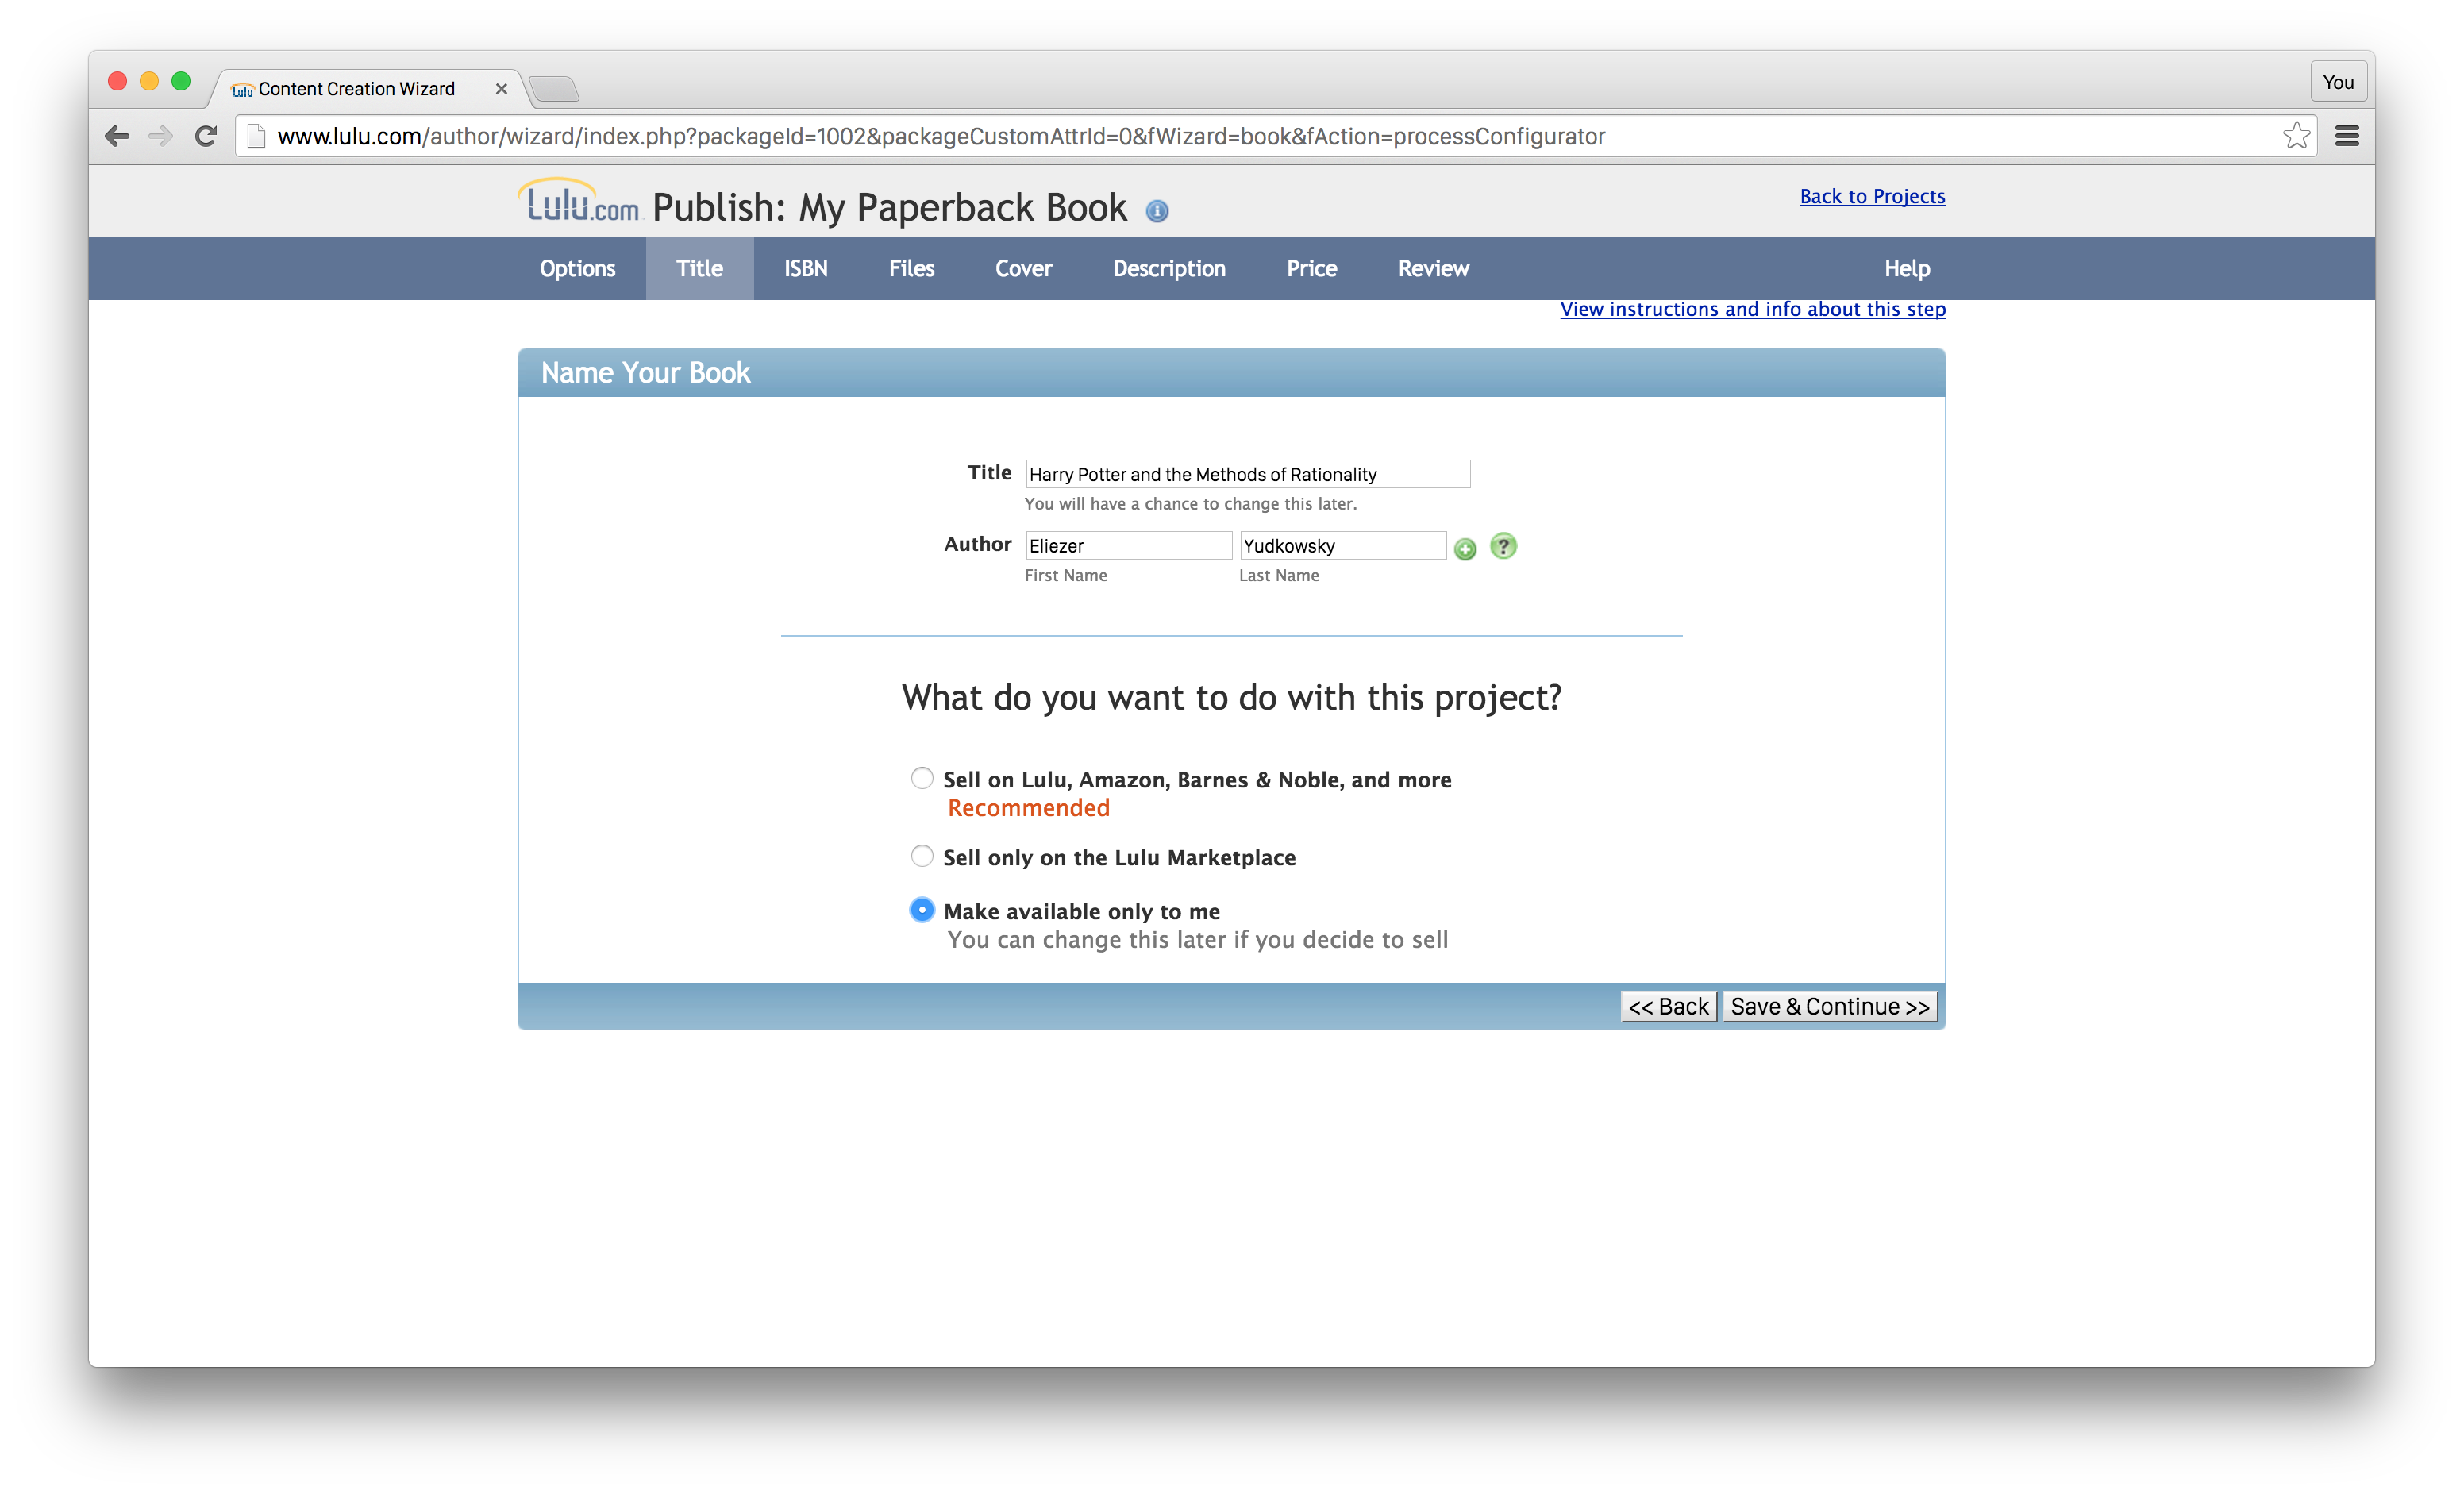 Lulu Content Creation Wizard
You
www.lulu.com/author/wizard/index.php?packageId=1002&packageCustomAttrId=0&fWizard=book&fAction=processConfigurator
Lulu.com Publish: My Paperback Book
Back to Projects
Options Title ISBN Files Cover Description Price Review Help
View instructions and info about this step
Name Your Book
Title Harry Potter and the Methods of Rationality
You will have a chance to change this later.
Author Eliezer Yudkowsky
First Name Last Name
What do you want to do with this project?
Sell on Lulu, Amazon, Barnes & Noble, and more
Recommended
Sell only on the Lulu Marketplace
Make available only to me
You can change this later if you decide to sell
<< Back Save & Continue >>